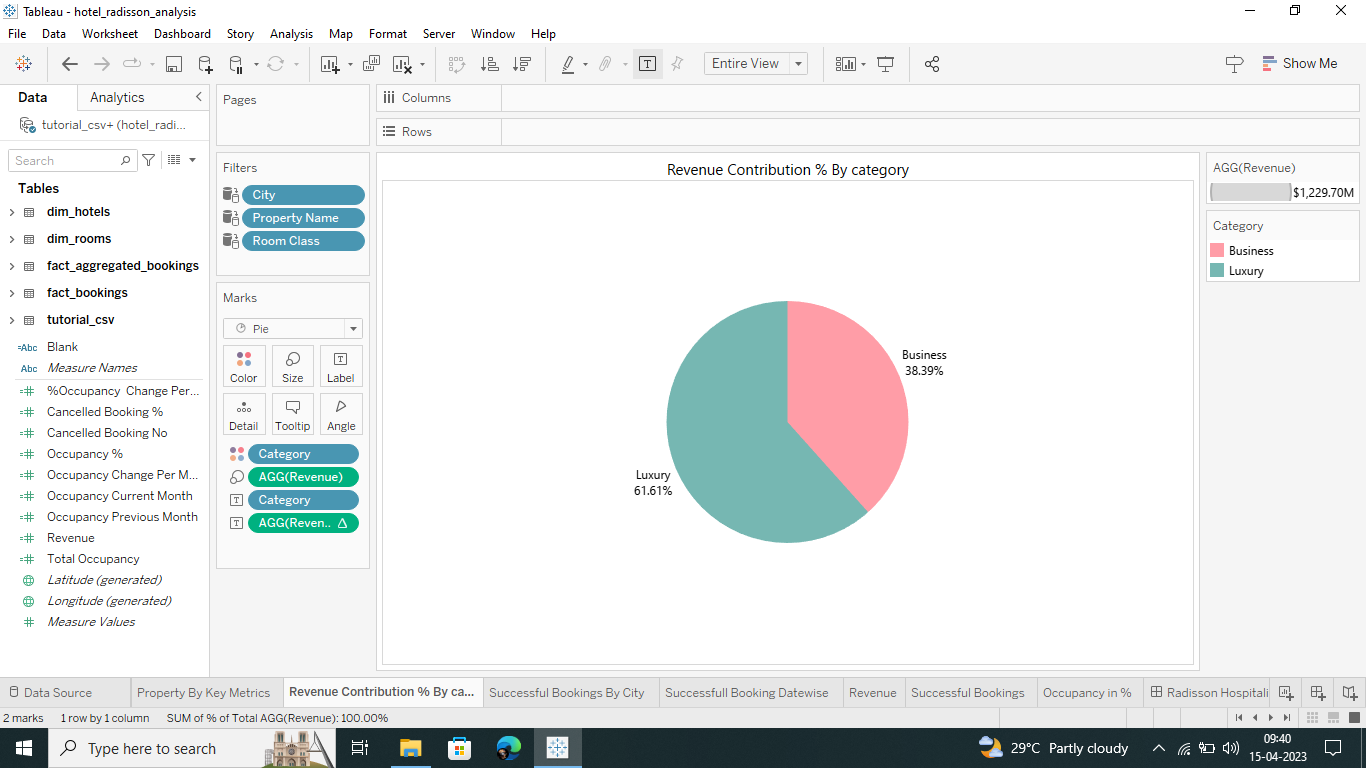 Tableau - hotel_radisson_analysis
File Data Worksheet Dashboard Story Analysis Map Format Server Window Help
Entire View
Show Me
Data Analytics
tutorial_csv+ (hotel_radi...
Search
Tables
dim_hotels
dim_rooms
fact_aggregated_bookings
fact_bookings
tutorial_csv
Abc Blank
Abc Measure Names
%Occupancy Change Per...
Cancelled Booking %
Cancelled Booking No
Occupancy %
Occupancy Change Per M...
Occupancy Current Month
Occupancy Previous Month
Revenue
Total Occupancy
Latitude (generated)
Longitude (generated)
Measure Values
Pages
Filters
City
Property Name
Room Class
Marks
Pie
Color Size Label
Detail Tooltip Angle
Category
AGG(Revenue)
Category
AGG(Reven..
Columns
Rows
Revenue Contribution % By category
Business
38.39%
Luxury
61.61%
AGG(Revenue)
$1,229.70M
Category
Business
Luxury
Data Source Property By Key Metrics Revenue Contribution % By ca... Successful Bookings By City Successfull Booking Datewise Revenue Successful Bookings Occupancy in % Radisson Hospitali
2 marks 1 row by 1 column SUM of % of Total AGG(Revenue): 100.00%
Type here to search
29°C Partly cloudy
09:40
15-04-2023